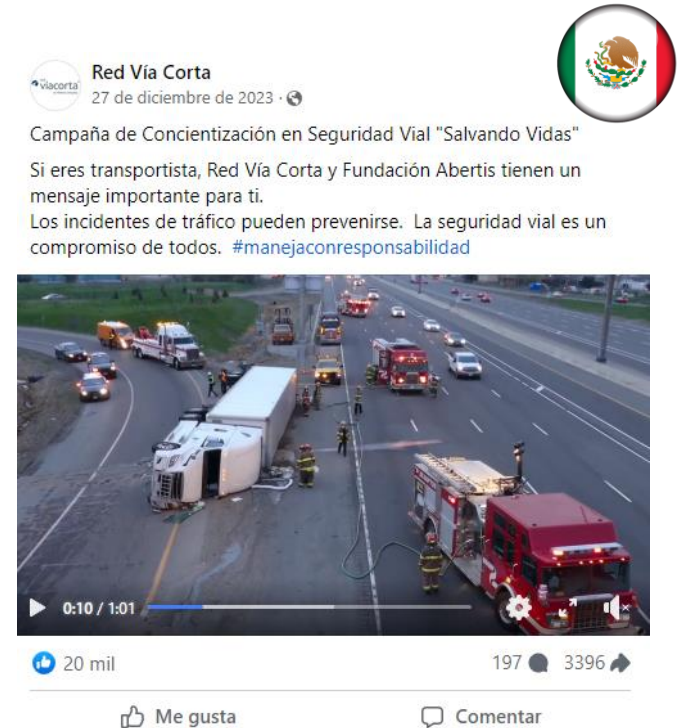 Red Vía Corta
27 de diciembre de 2023 ·
viacorta
Campaña de Concientización en Seguridad Vial "Salvando Vidas"
Si eres transportista, Red Vía Corta y Fundación Abertis tienen un
mensaje importante para ti.
Los incidentes de tráfico pueden prevenirse. La seguridad vial es un
compromiso de todos. #manejaconresponsabilidad
0:10 / 1:01
20 mil
197 3396
Me gusta
Comentar